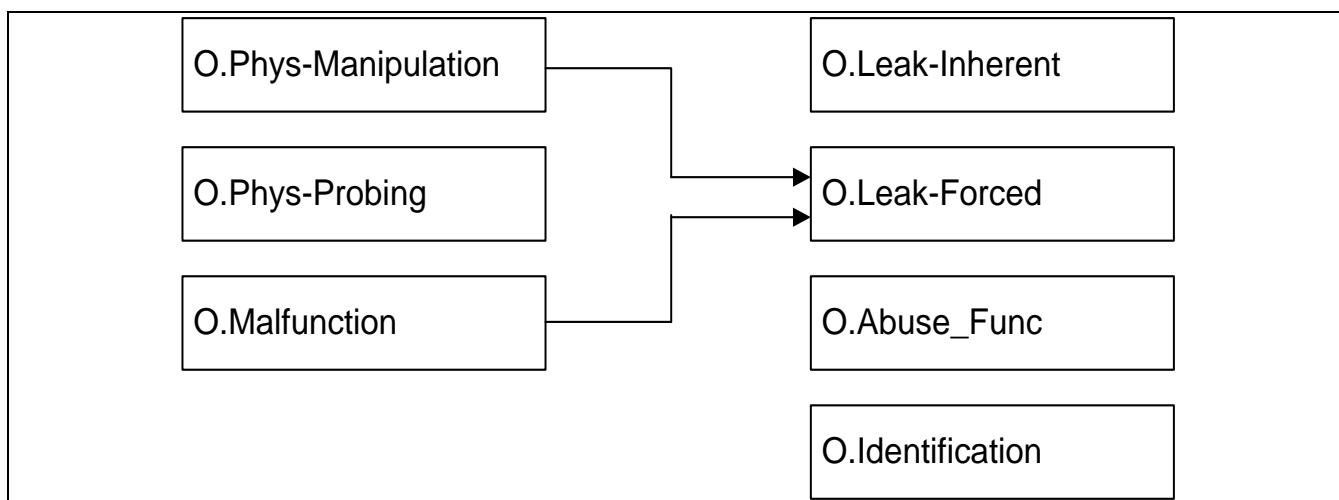 O.Phys-Manipulation
O.Leak-Inherent
O.Phys-Probing
O.Leak-Forced
O.Malfunction
O.Abuse_Func
O.Identification